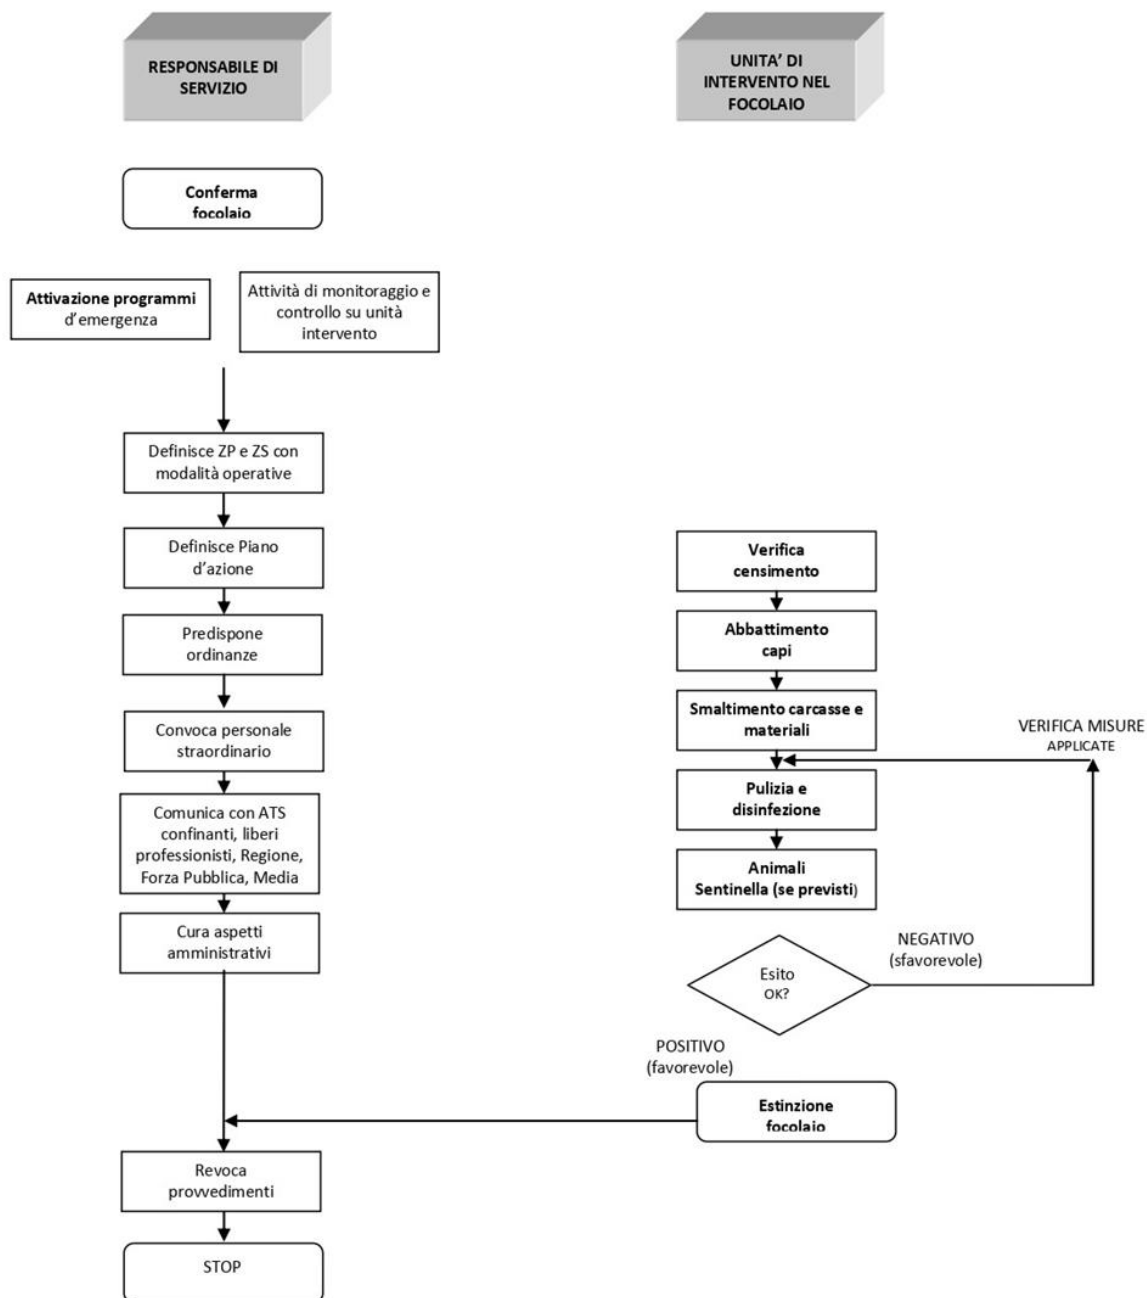 RESPONSABILE DI
SERVIZIO
UNITA’ DI
INTERVENTO NEL
FOCOLAIO
Conferma
focolaio
Attivazione programmi
d’emergenza
Attività di monitoraggio e
controllo su unità
intervento
Definisce ZP e ZS con
modalità operative
Definisce Piano
d’azione
Predispone
ordinanze
Convoca personale
straordinario
Comunica con ATS
confinanti, liberi
professionisti, Regione,
Forza Pubblica, Media
Cura aspetti
amministrativi
Verifica
censimento
Abbattimento
capi
Smaltimento carcasse e
materiali
VERIFICA MISURE
APPLICATE
Pulizia e
disinfezione
Animali
Sentinella (se previsti)
Esito
OK?
NEGATIVO
(sfavorevole)
POSITIVO
(favorevole)
Estinzione
focolaio
Revoca
provvedimenti
STOP